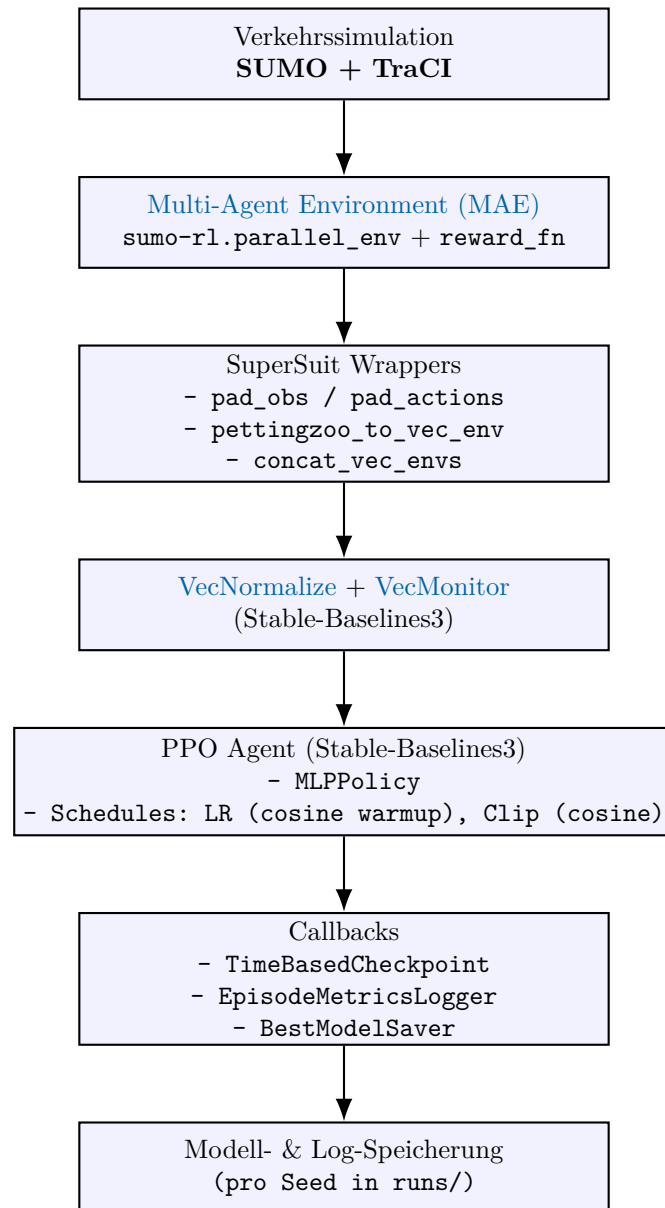 Verkehrssimulation
SUMO + TraCI
Multi-Agent Environment (MAE)
sumo-rl.parallel_env + reward_fn
SuperSuit Wrappers
- pad_obs / pad_actions
- pettingzoo_to_vec_env
- concat_vec_envs
VecNormalize + VecMonitor
(Stable-Baselines3)
PPO Agent (Stable-Baselines3)
- MLPPolicy
- Schedules: LR (cosine warmup), Clip (cosine)
Callbacks
- TimeBasedCheckpoint
- EpisodeMetricsLogger
- BestModelSaver
Modell- & Log-Speicherung
(pro Seed in runs/)